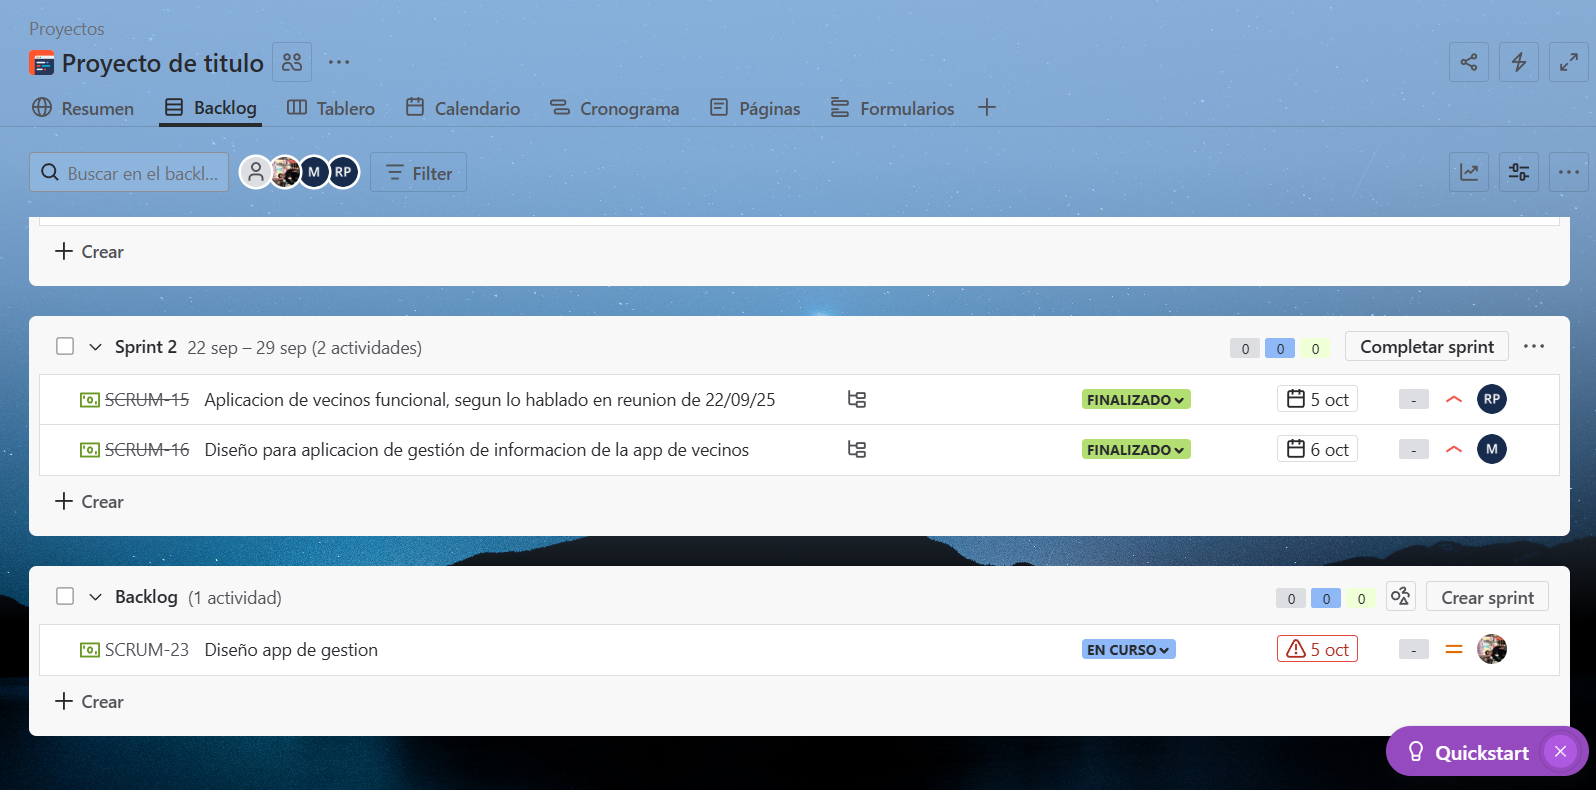 Proyectos
Proyecto de titulo
Resumen Backlog Tablero Calendario Cronograma Páginas Formularios
Buscar en el backl... M RP Filter
Crear
Sprint 2 22 sep – 29 sep (2 actividades) 0 0 0 Completar sprint
SCRUM-15 Aplicacion de vecinos funcional, segun lo hablado en reunion de 22/09/25 FINALIZADO 5 oct - RP
SCRUM-16 Diseño para aplicacion de gestión de informacion de la app de vecinos FINALIZADO 6 oct - M
Crear
Backlog (1 actividad) 0 0 0 Crear sprint
SCRUM-23 Diseño app de gestion EN CURSO 5 oct -
Crear
Quickstart